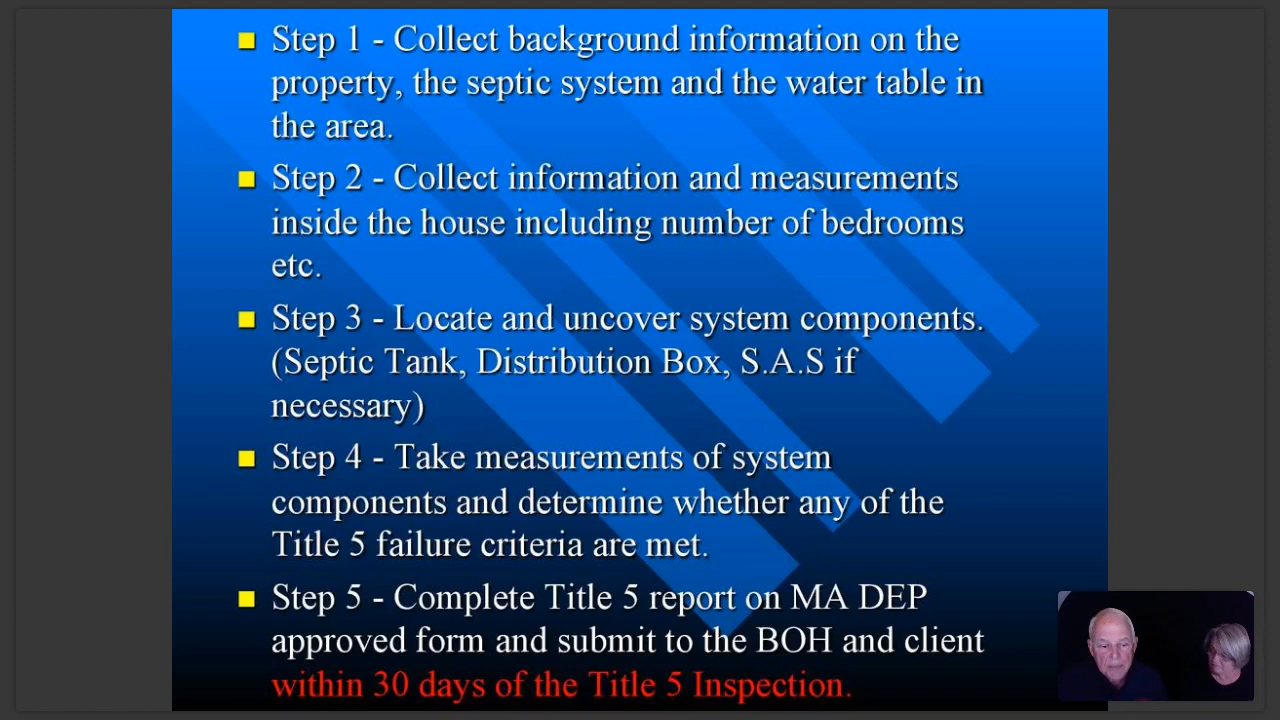 Step 1 - Collect background information on the
property, the septic system and the water table in
the area.
Step 2 - Collect information and measurements
inside the house including number of bedrooms
etc.
Step 3 - Locate and uncover system components.
(Septic Tank, Distribution Box, S.A.S if
necessary)
Step 4 - Take measurements of system
components and determine whether any of the
Title 5 failure criteria are met.
Step 5 - Complete Title 5 report on MA DEP
approved form and submit to the BOH and client
within 30 days of the Title 5 Inspection.